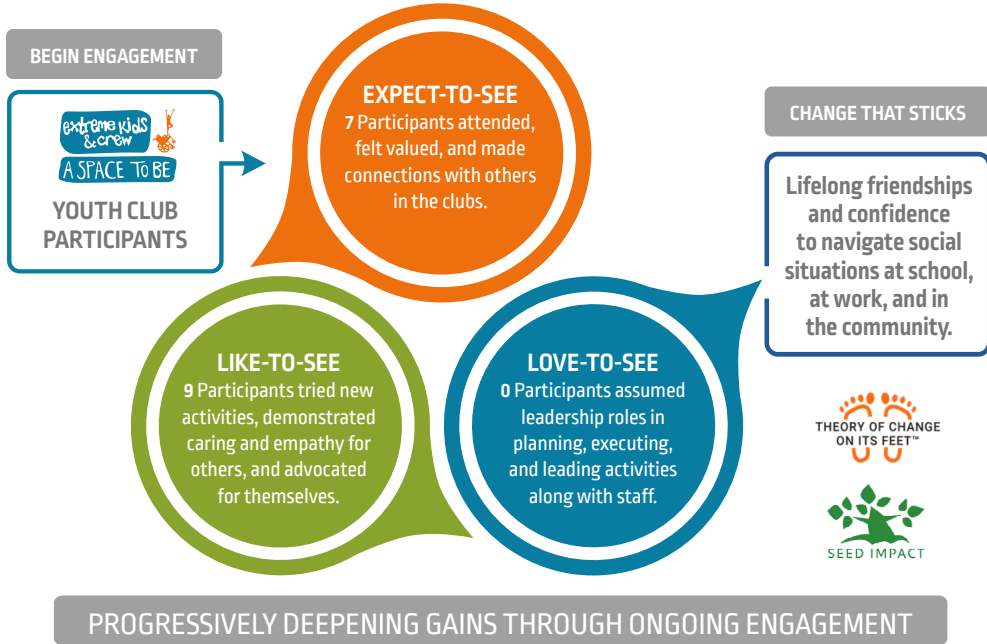 BEGIN ENGAGEMENT
extreme kids
& crew
A SPACE TO BE
YOUTH CLUB
PARTICIPANTS
EXPECT-TO-SEE
7 Participants attended,
felt valued, and made
connections with others
in the clubs.
LIKE-TO-SEE
9 Participants tried new
activities, demonstrated
caring and empathy for
others, and advocated
for themselves.
LOVE-TO-SEE
0 Participants assumed
leadership roles in
planning, executing,
and leading activities
along with staff.
CHANGE THAT STICKS
Lifelong friendships
and confidence
to navigate social
situations at school,
at work, and in
the community.
THEORY OF CHANGE
ON ITS FEET™
SEED IMPACT
PROGRESSIVELY DEEPENING GAINS THROUGH ONGOING ENGAGEMENT